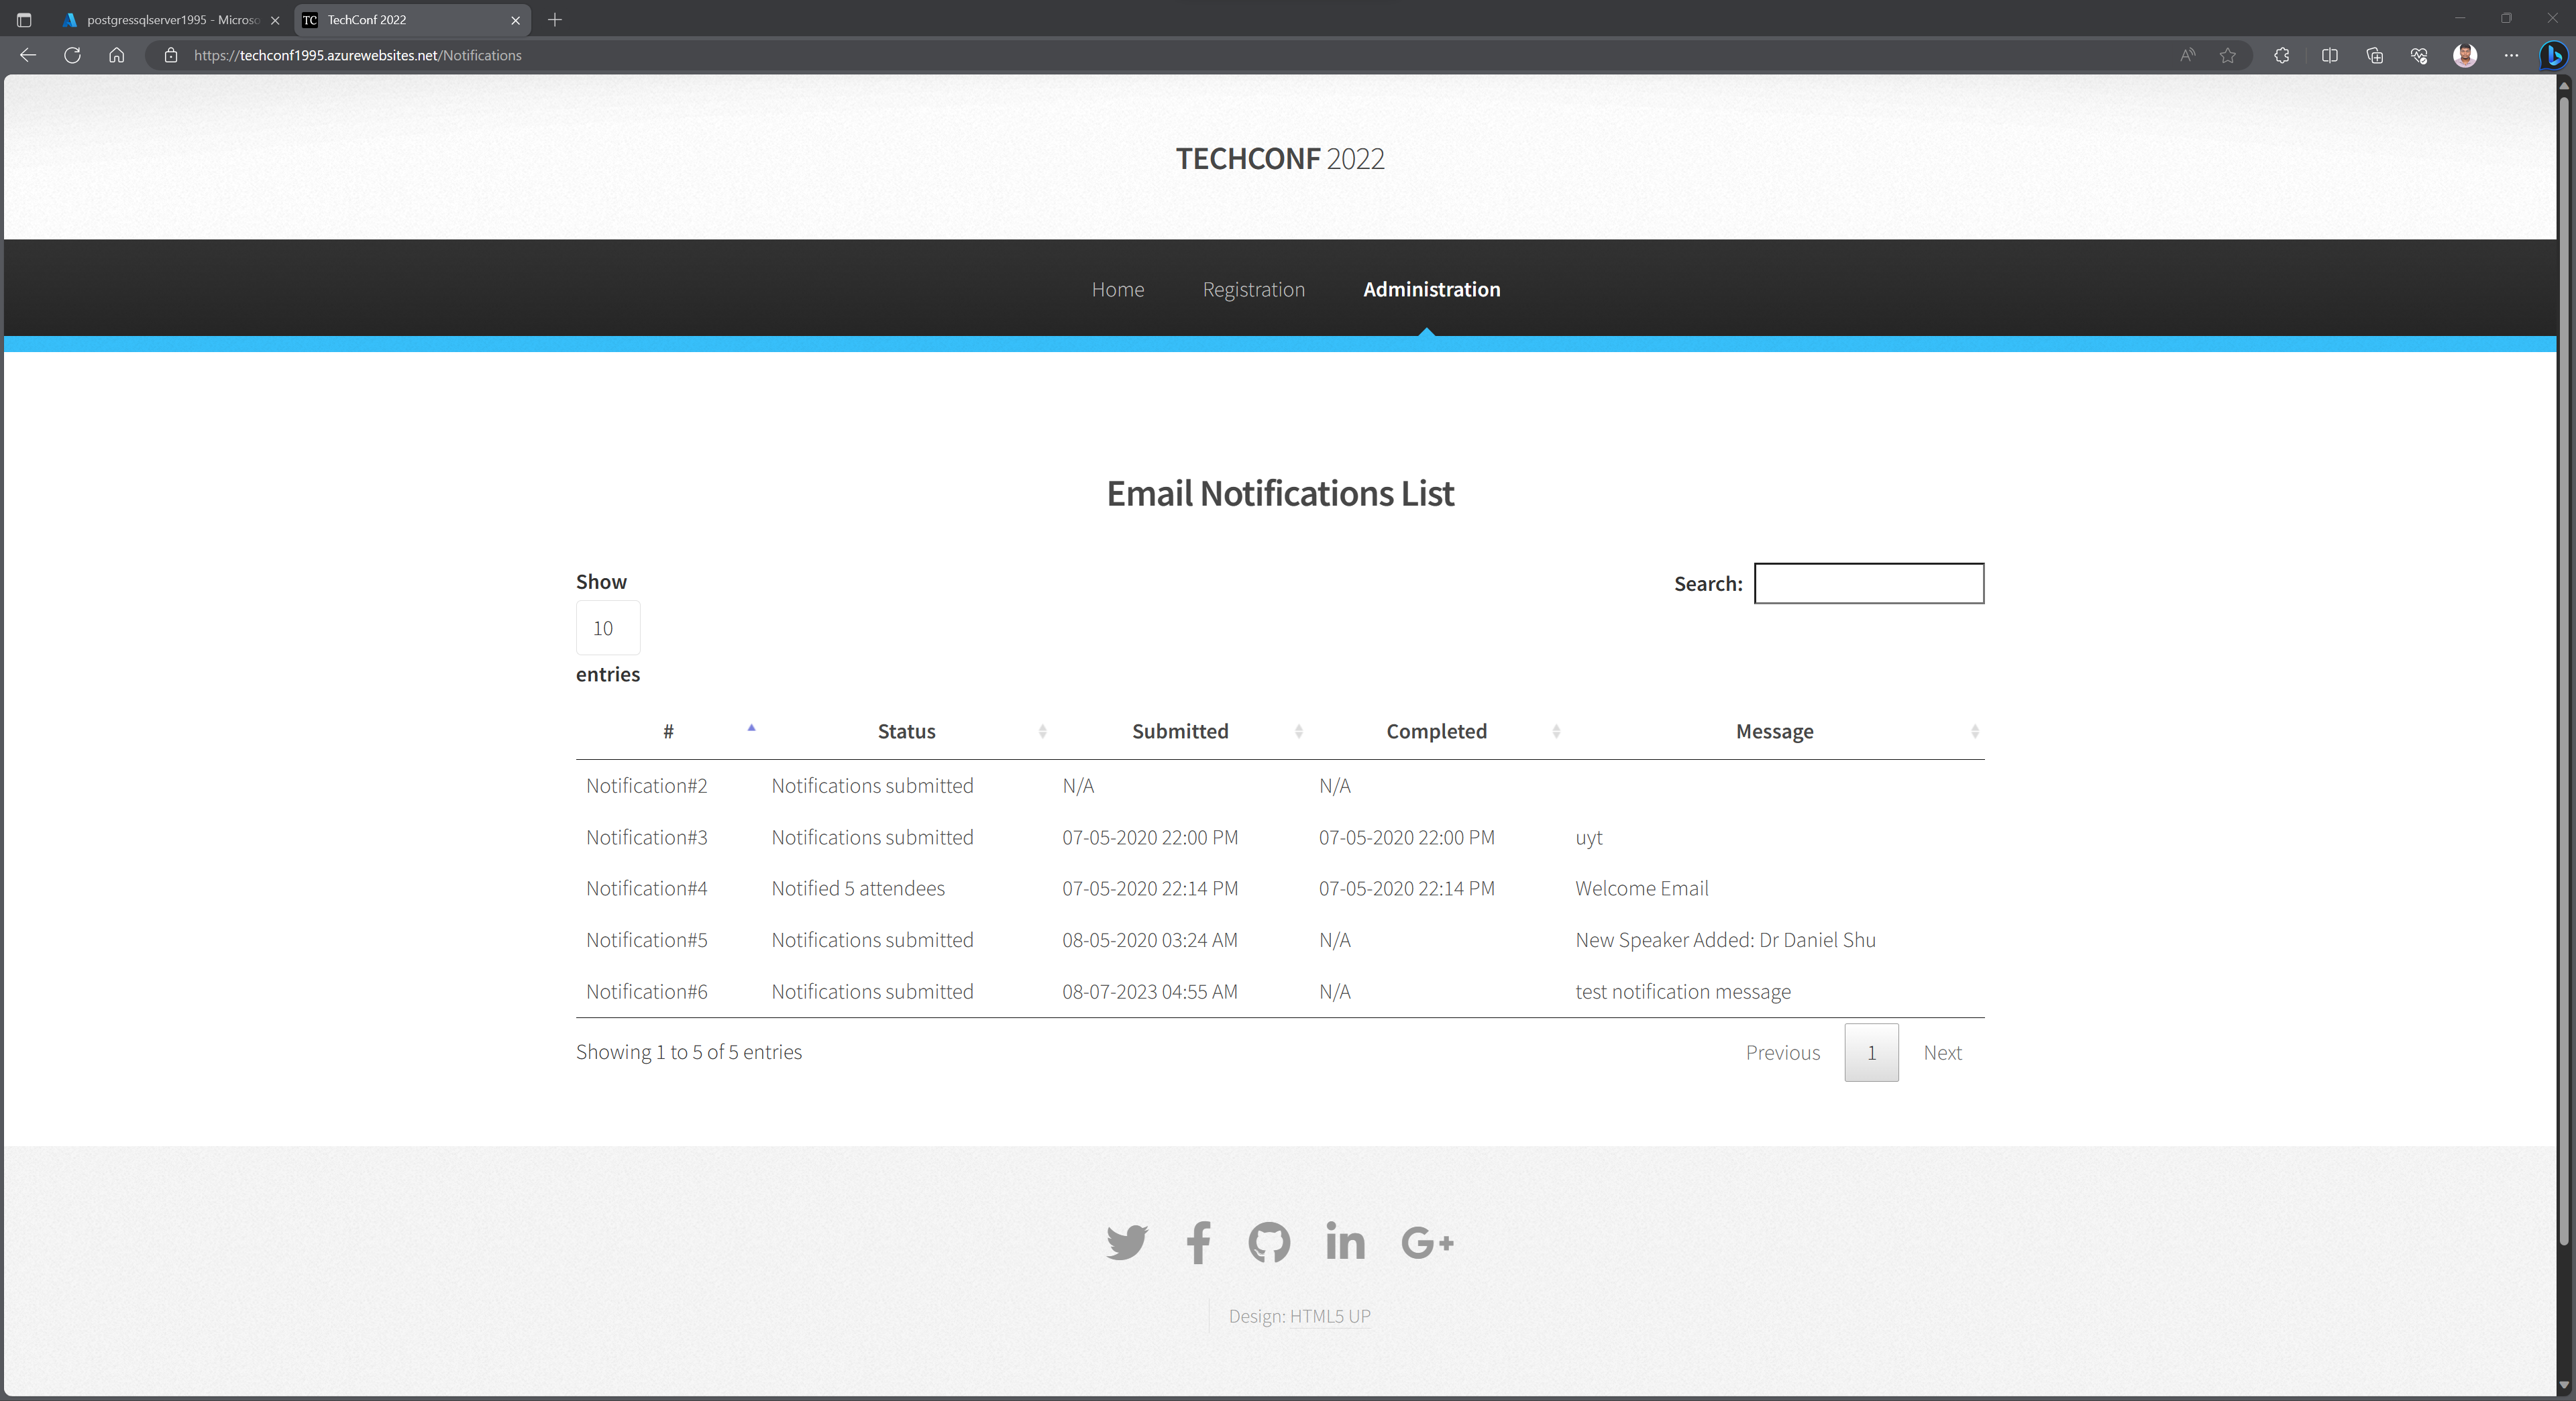 postgressqlserver1995 - Microso
TC TechConf 2022
https://techconf1995.azurewebsites.net/Notifications
TECHCONF 2022
Home Registration Administration
Email Notifications List
Show
10
entries
Search:
# Status Submitted Completed Message
Notification#2 Notifications submitted N/A N/A
Notification#3 Notifications submitted 07-05-2020 22:00 PM 07-05-2020 22:00 PM uyt
Notification#4 Notified 5 attendees 07-05-2020 22:14 PM 07-05-2020 22:14 PM Welcome Email
Notification#5 Notifications submitted 08-05-2020 03:24 AM N/A New Speaker Added: Dr Daniel Shu
Notification#6 Notifications submitted 08-07-2023 04:55 AM N/A test notification message
Showing 1 to 5 of 5 entries
Previous 1 Next
Design: HTML5 UP